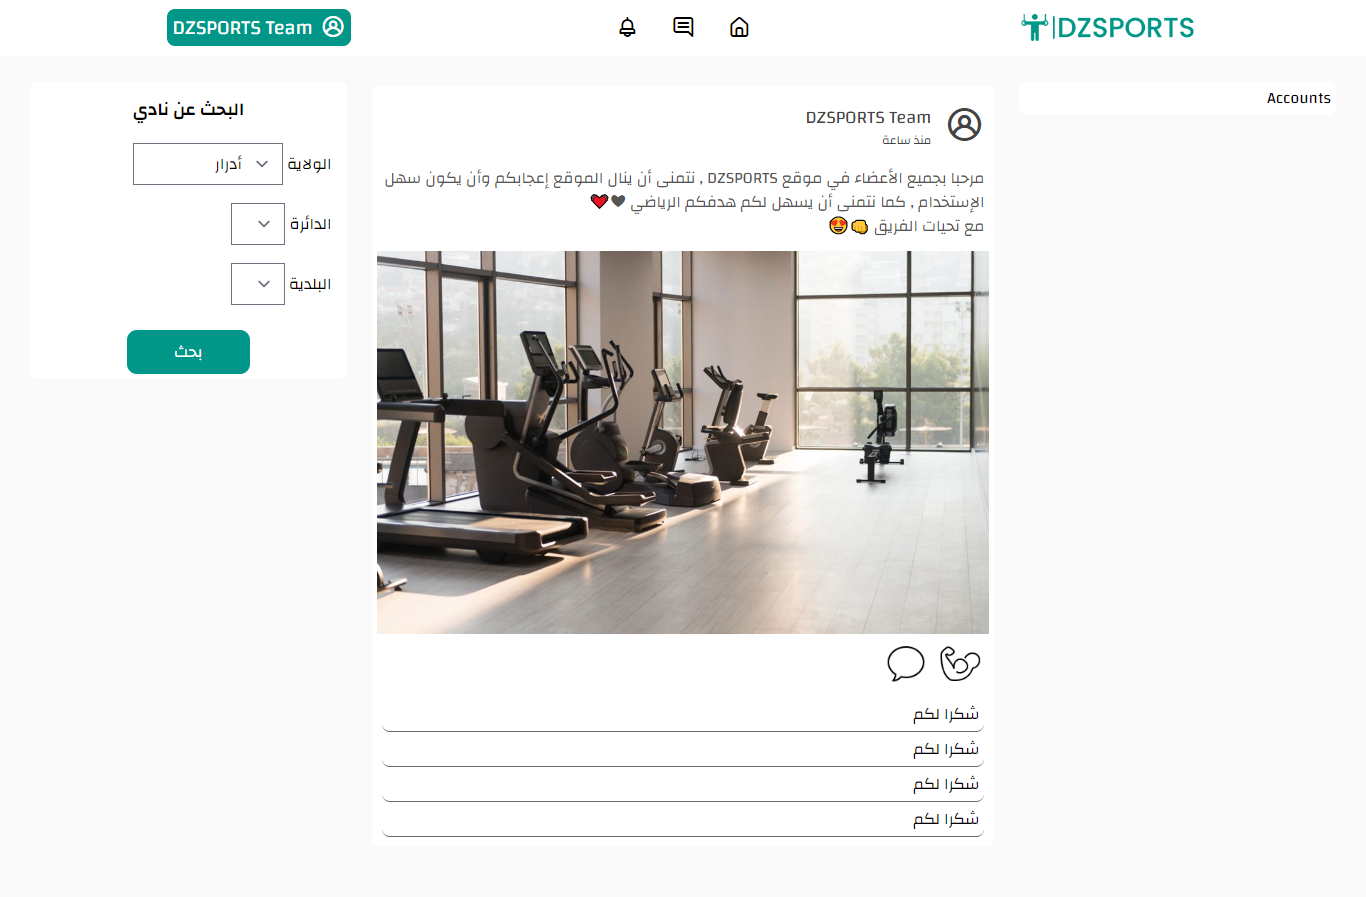 DZSPORTS
DZSPORTS Team
Accounts
DZSPORTS Team
منذ ساعة
مرحبا بجميع الأعضاء في موقع DZSPORTS , نتمنى أن ينال الموقع إعجابكم وأن يكون سهل
الإستخدام , كما نتمنى أن يسهل لكم هدفكم الرياضي 🖤❤️
مع تحيات الفريق 👊😍
شكرا لكم
شكرا لكم
شكرا لكم
شكرا لكم
البحث عن نادي
الولاية أدرار
الدائرة
البلدية
بحث